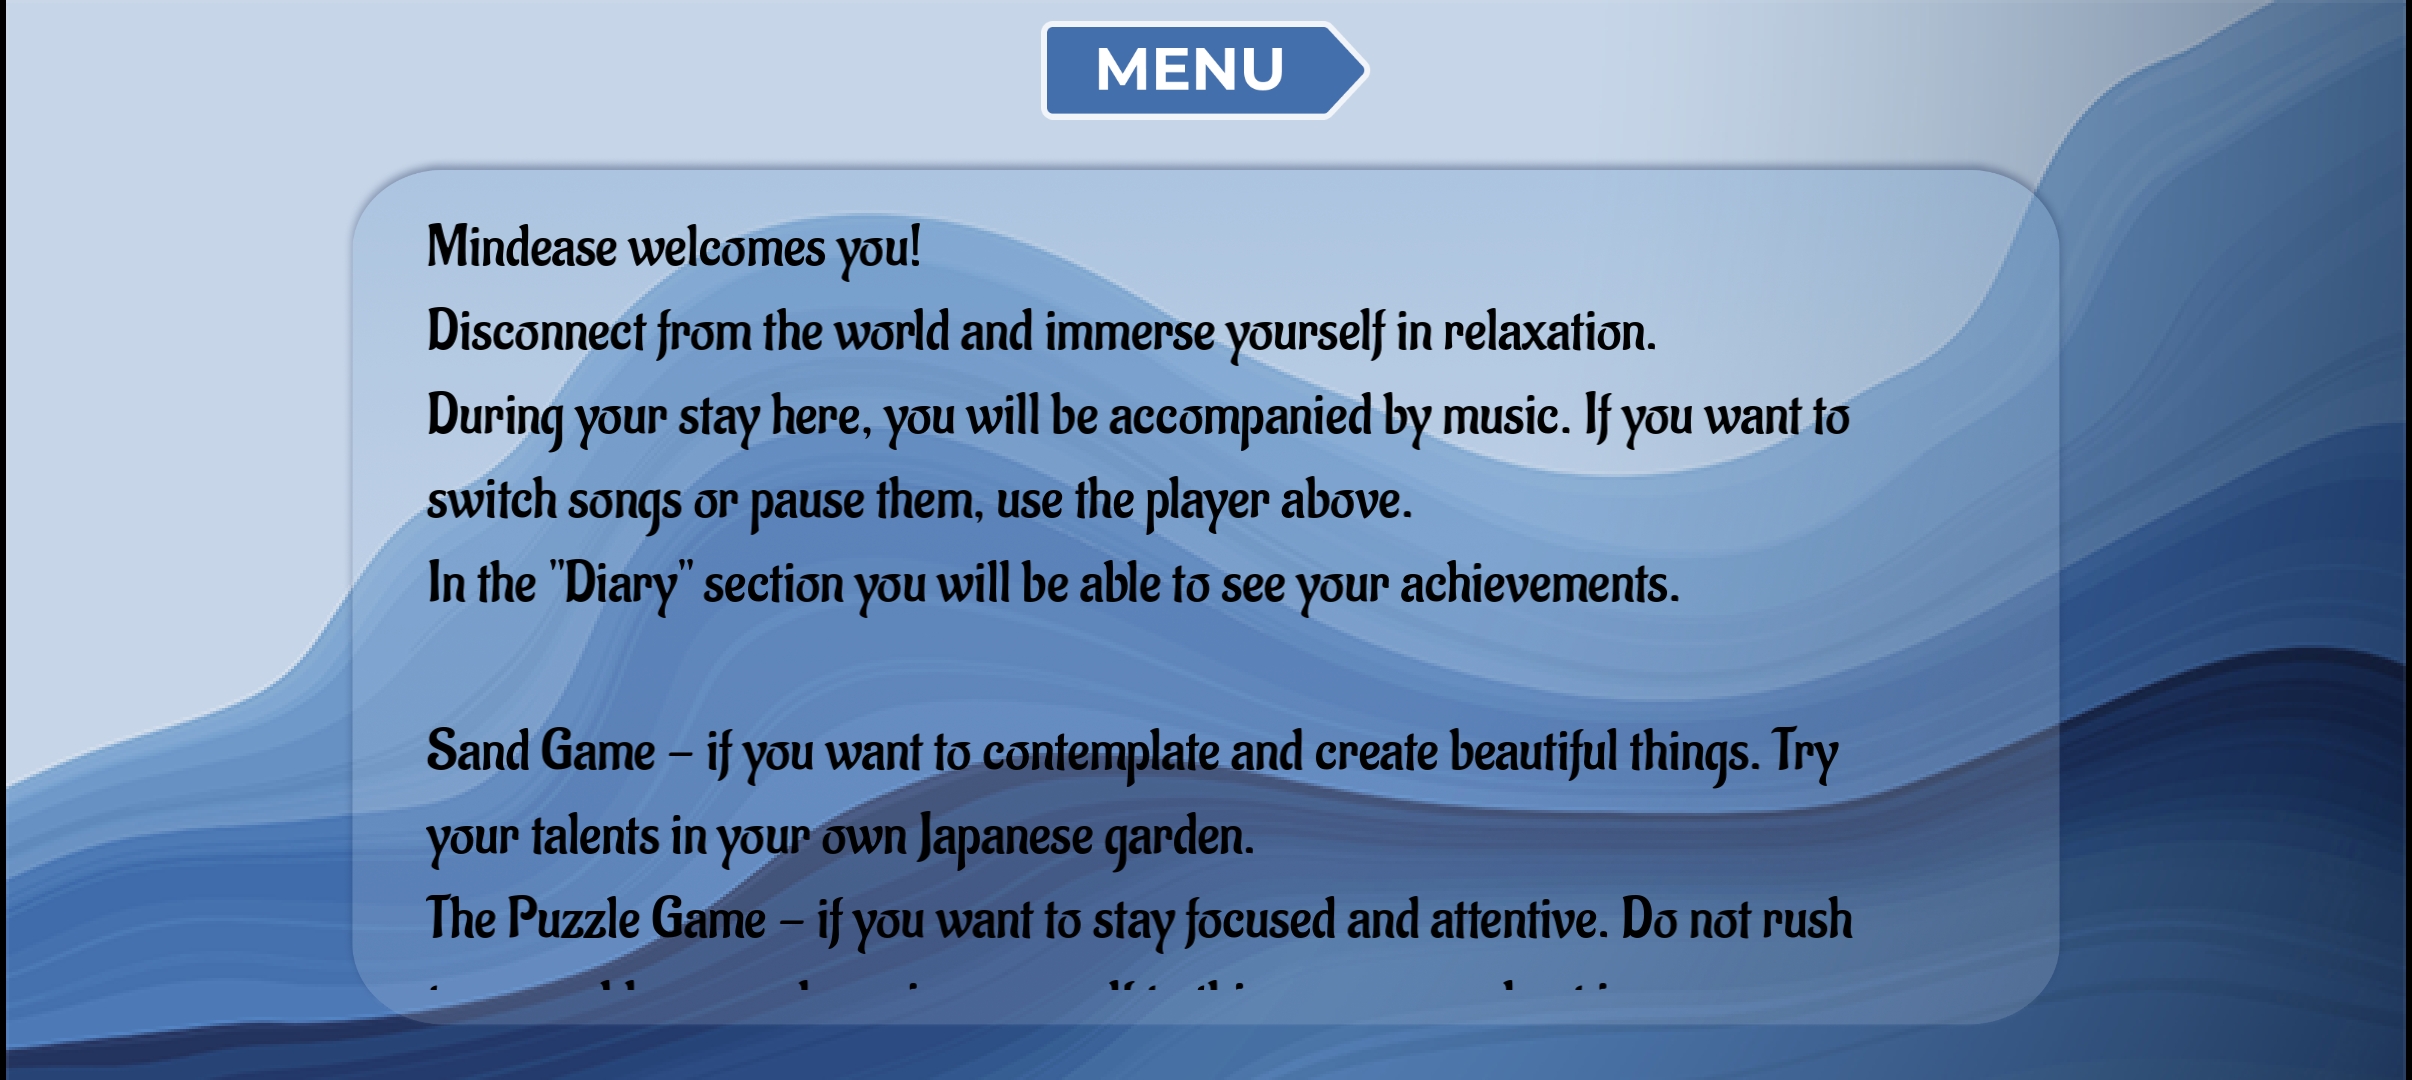 MENU
Mindease welcomes you!
Disconnect from the world and immerse yourself in relaxation.
During your stay here, you will be accompanied by music. If you want to
switch songs or pause them, use the player above.
In the "Diary" section you will be able to see your achievements.
Sand Game – if you want to contemplate and create beautiful things. Try
your talents in your own Japanese garden.
The Puzzle Game – if you want to stay focused and attentive. Do not rush